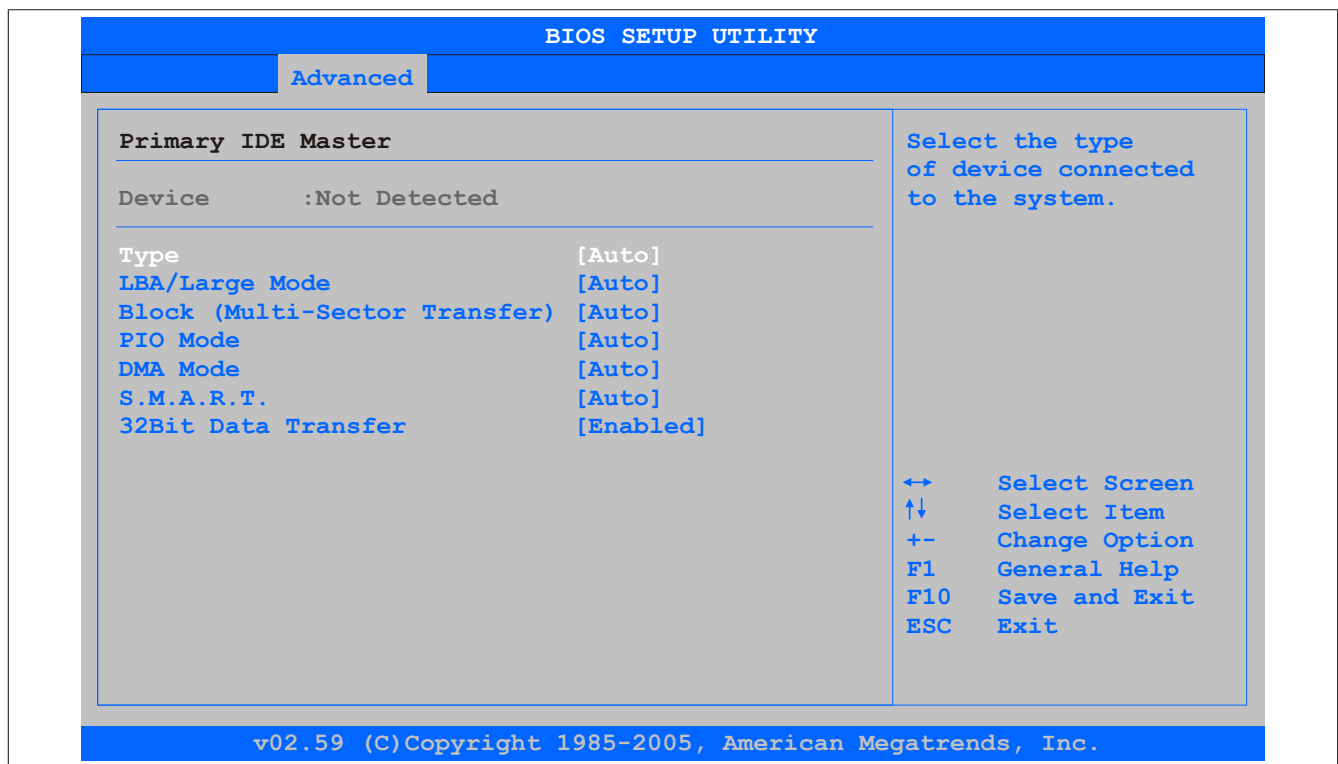 BIOS SETUP UTILITY
Advanced
Primary IDE Master
Device :Not Detected
Type [Auto]
LBA/Large Mode [Auto]
Block (Multi-Sector Transfer) [Auto]
PIO Mode [Auto]
DMA Mode [Auto]
S.M.A.R.T. [Auto]
32Bit Data Transfer [Enabled]
Select the type
of device connected
to the system.
↔ Select Screen
↑↓ Select Item
+- Change Option
F1 General Help
F10 Save and Exit
ESC Exit
v02.59 (C)Copyright 1985-2005, American Megatrends, Inc.